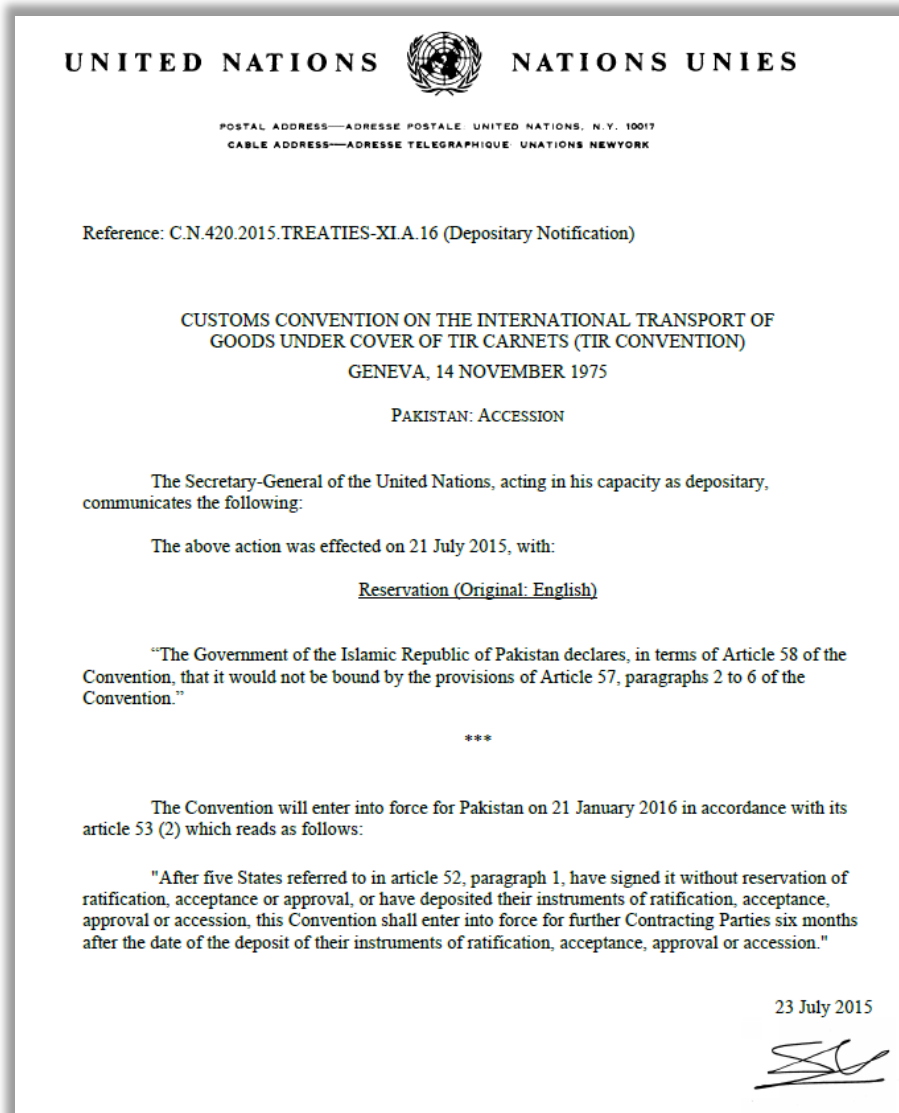 UNITED NATIONS NATIONS UNIES
POSTAL ADDRESS—ADRESSE POSTALE: UNITED NATIONS, N.Y. 10017
CABLE ADDRESS—ADRESSE TELEGRAPHIQUE: UNATIONS NEWYORK
Reference: C.N.420.2015.TREATIES-XI.A.16 (Depositary Notification)
CUSTOMS CONVENTION ON THE INTERNATIONAL TRANSPORT OF
GOODS UNDER COVER OF TIR CARNETS (TIR CONVENTION)
GENEVA, 14 NOVEMBER 1975
PAKISTAN: ACCESSION
The Secretary-General of the United Nations, acting in his capacity as depositary,
communicates the following:
The above action was effected on 21 July 2015, with:
Reservation (Original: English)
“The Government of the Islamic Republic of Pakistan declares, in terms of Article 58 of the
Convention, that it would not be bound by the provisions of Article 57, paragraphs 2 to 6 of the
Convention.”
***
The Convention will enter into force for Pakistan on 21 January 2016 in accordance with its
article 53 (2) which reads as follows:
"After five States referred to in article 52, paragraph 1, have signed it without reservation of
ratification, acceptance or approval, or have deposited their instruments of ratification, acceptance,
approval or accession, this Convention shall enter into force for further Contracting Parties six months
after the date of the deposit of their instruments of ratification, acceptance, approval or accession."
23 July 2015